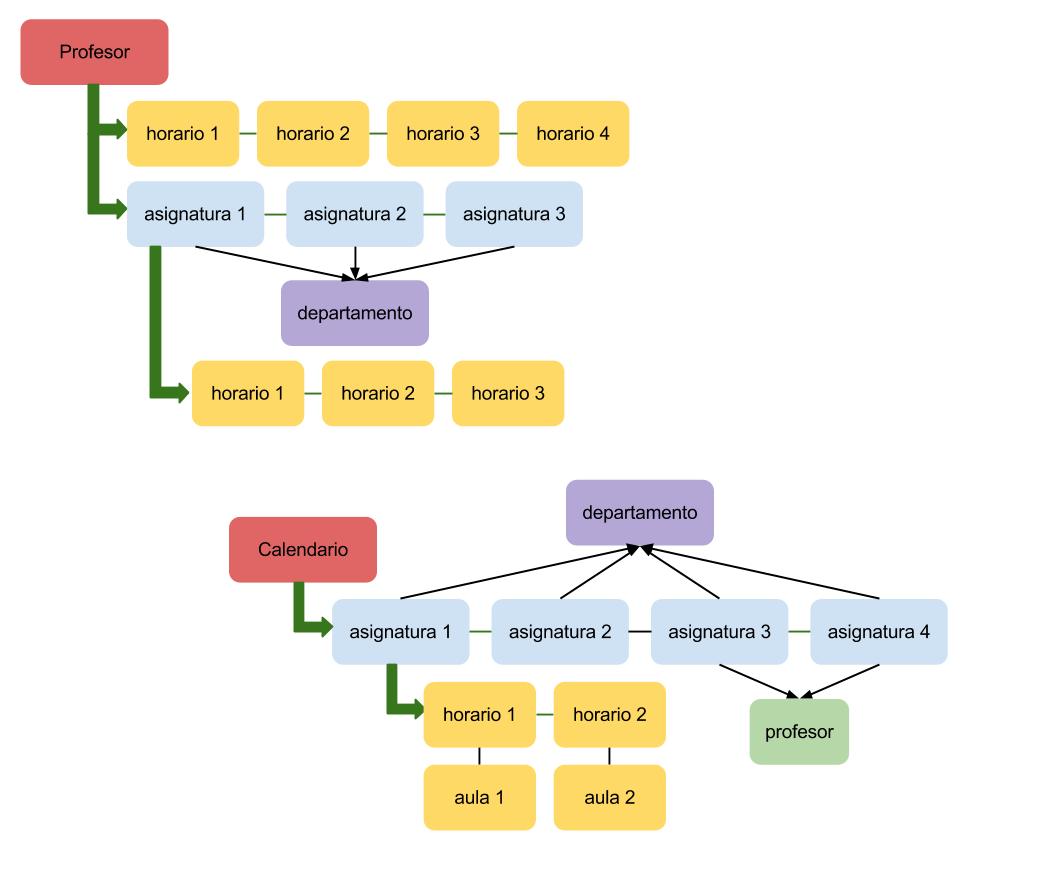 Profesor
horario 1
horario 2
horario 3
horario 4
asignatura 1
asignatura 2
asignatura 3
departamento
horario 1
horario 2
horario 3
departamento
Calendario
asignatura 1
asignatura 2
asignatura 3
asignatura 4
horario 1
horario 2
profesor
aula 1
aula 2